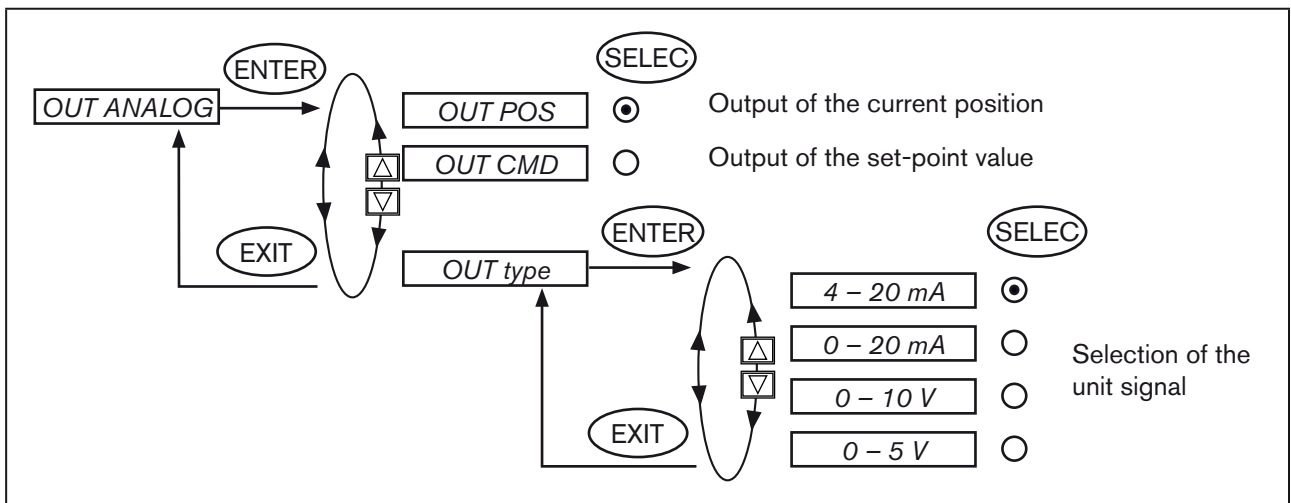 SELEC
ENTER
OUT ANALOG
OUT POS
Output of the current position
OUT CMD
Output of the set-point value
EXIT
ENTER
SELEC
OUT type
4 – 20 mA
0 – 20 mA
Selection of the
unit signal
0 – 10 V
EXIT
0 – 5 V